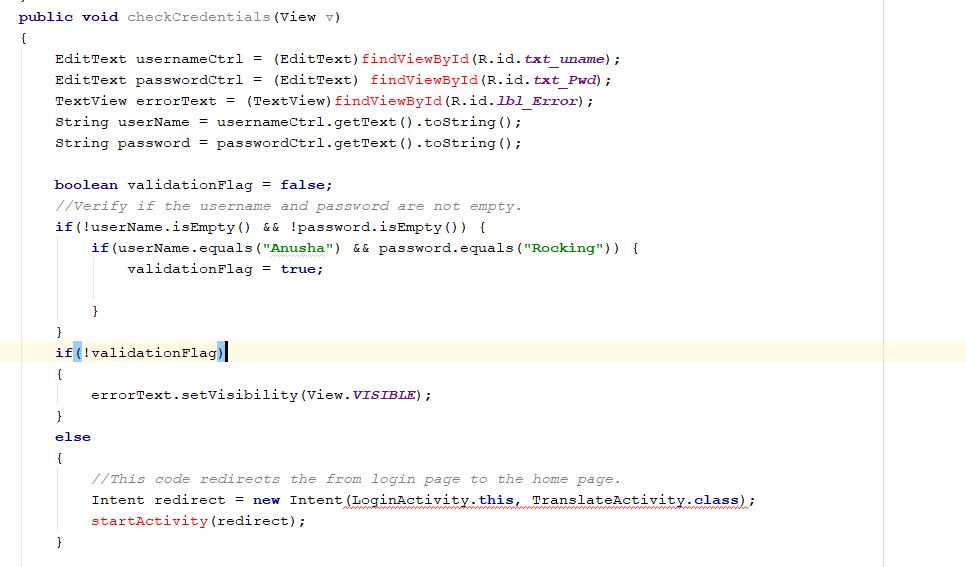 public void checkCredentials(View v)
{
EditText usernameCtrl = (EditText)findViewById(R.id.txt_uname);
EditText passwordCtrl = (EditText) findViewById(R.id.txt_Pwd);
TextView errorText = (TextView)findViewById(R.id.lbl_Error);
String userName = usernameCtrl.getText().toString();
String password = passwordCtrl.getText().toString();
boolean validationFlag = false;
//Verify if the username and password are not empty.
if(!userName.isEmpty() && !password.isEmpty()) {
if(userName.equals("Anusha") && password.equals("Rocking")) {
validationFlag = true;
}
}
if(!validationFlag)
{
errorText.setVisibility(View.VISIBLE);
}
else
{
//This code redirects the from login page to the home page.
Intent redirect = new Intent(LoginActivity.this, TranslateActivity.class);
startActivity(redirect);
}